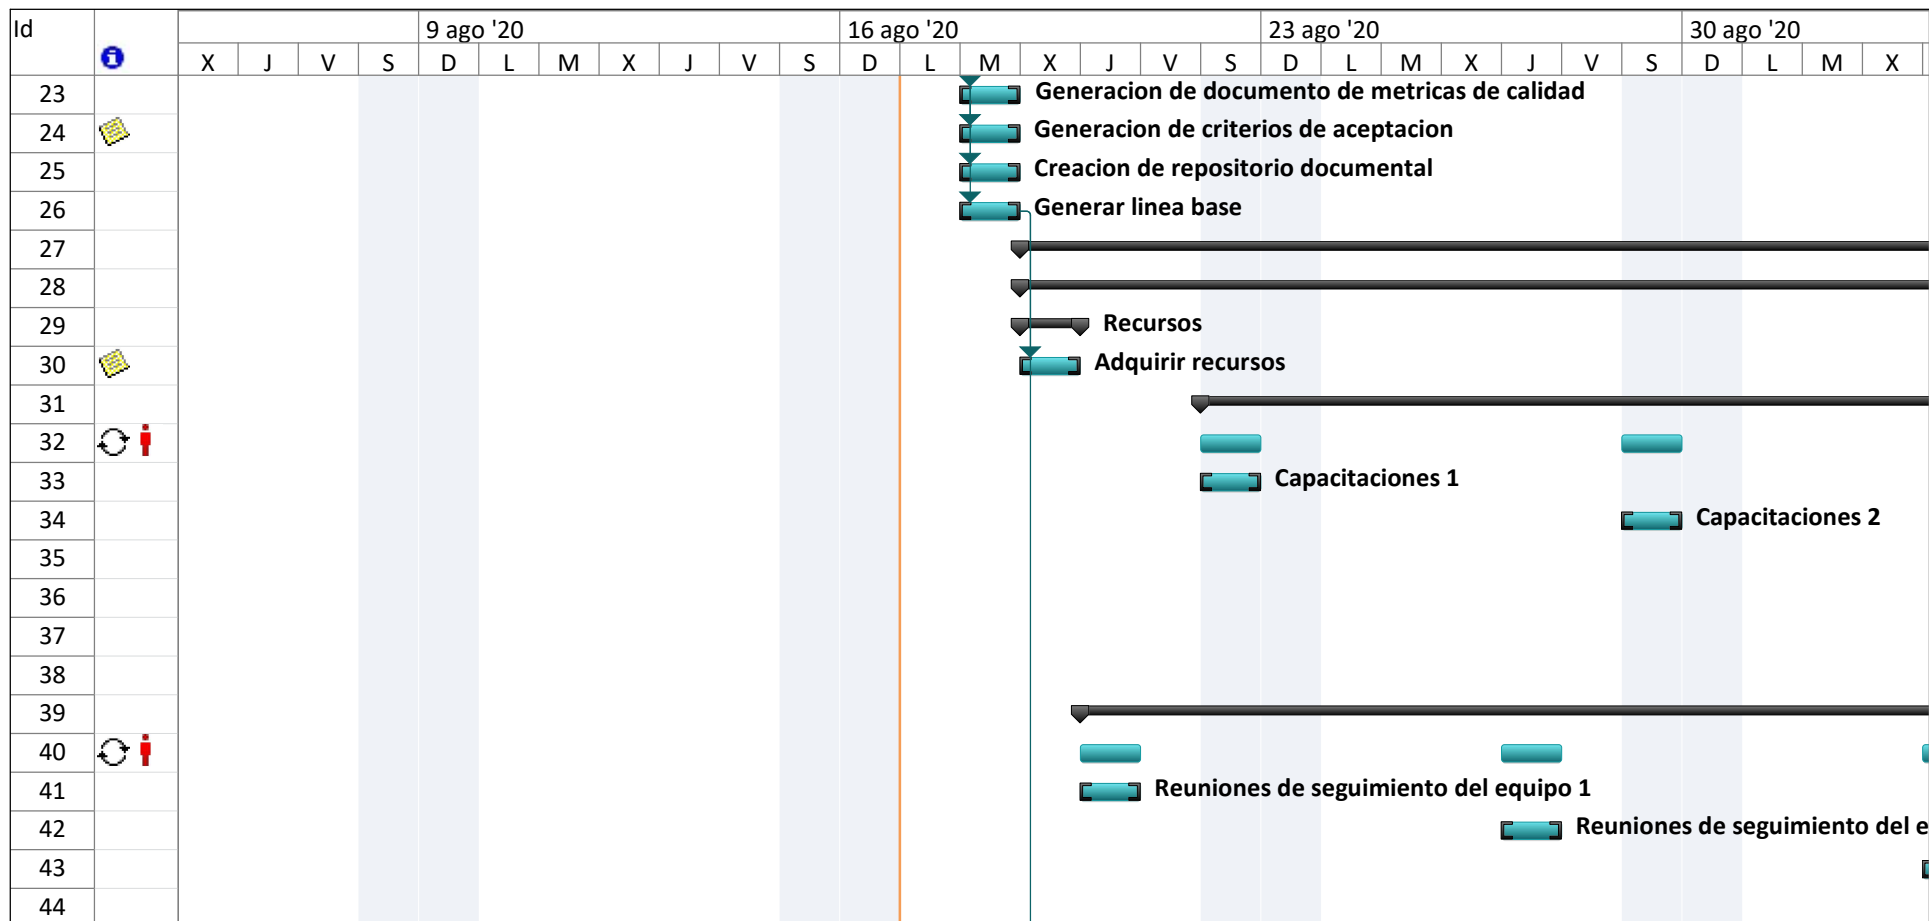 Id
9 ago '20 16 ago '20 23 ago '20 30 ago '20
X J V S D L M X J V S D L M X J V S D L M X J V S D L M X
23 Generacion de documento de metricas de calidad
24 Generacion de criterios de aceptacion
25 Creacion de repositorio documental
26 Generar linea base
27
28
29 Recursos
30 Adquirir recursos
31
32
33 Capacitaciones 1
34 Capacitaciones 2
35
36
37
38
39
40
41 Reuniones de seguimiento del equipo 1
42 Reuniones de seguimiento del e
43
44